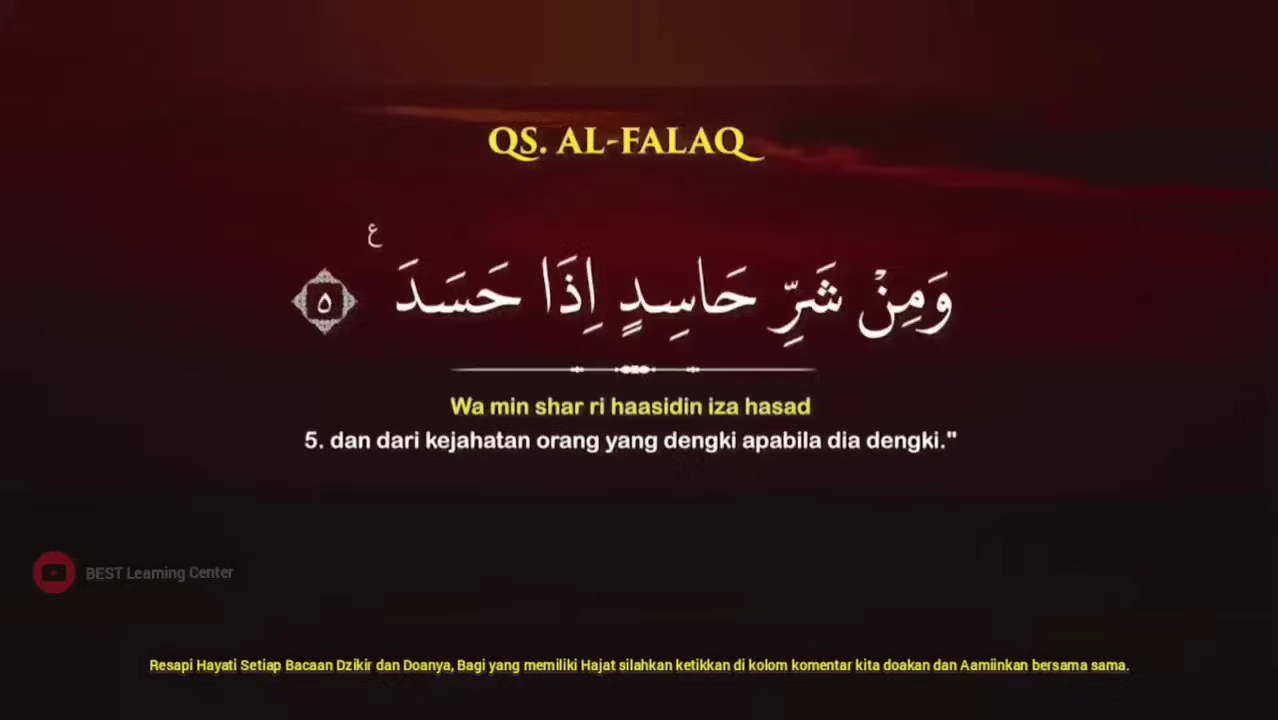 QS. AL-FALAQ
ع
وَمِنْ شَرِّ حَاسِدٍ اِذَا حَسَدَ ٥
Wa min shar ri haasidin iza hasad
5. dan dari kejahatan orang yang dengki apabila dia dengki."
BEST Learning Center
Resapi Hayati Setiap Bacaan Dzikir dan Doanya, Bagi yang memiliki Hajat silahkan ketikkan di kolom komentar kita doakan dan Aamiinkan bersama sama.